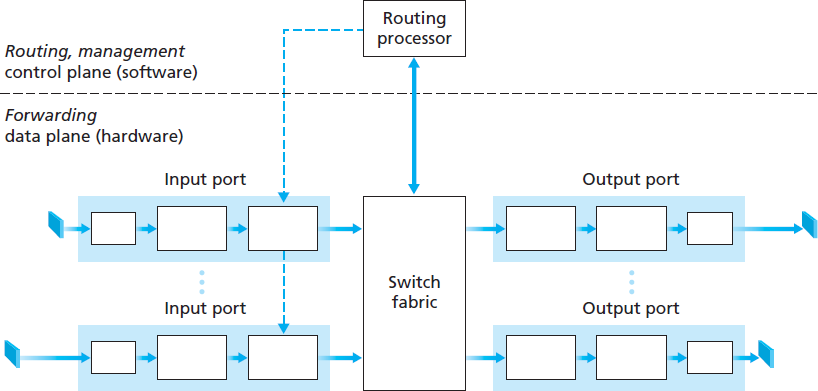 Routing
processor
Routing, management
control plane (software)
Forwarding
data plane (hardware)
Input port
Output port
Switch
fabric
Input port
Output port